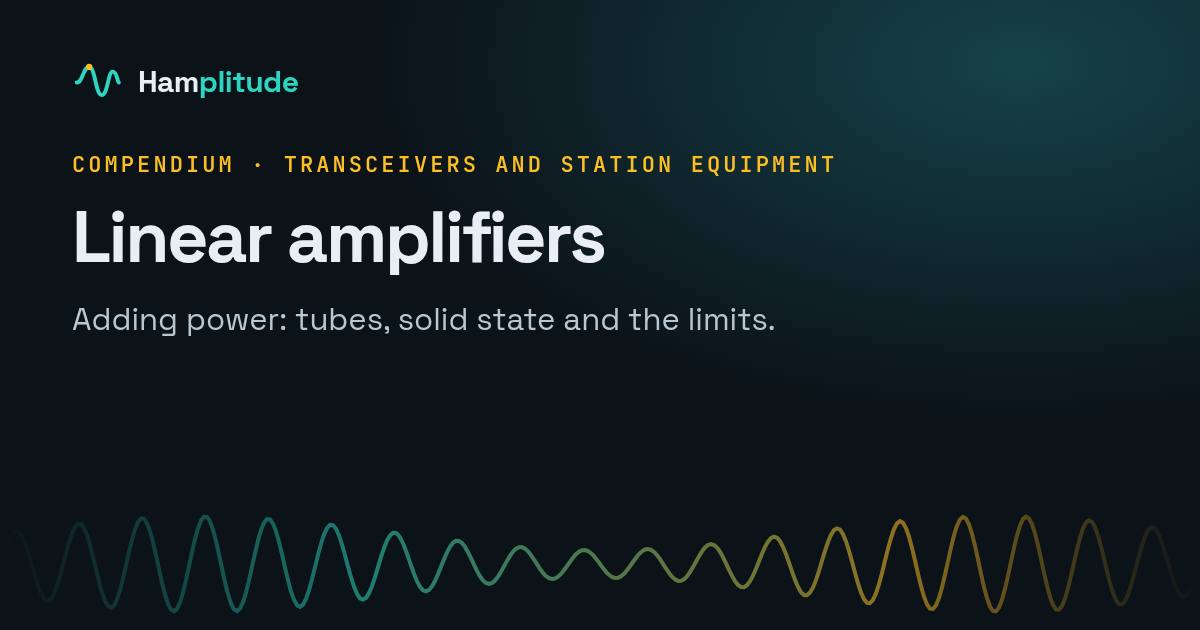 Hamplitude
COMPENDIUM · TRANSCEIVERS AND STATION EQUIPMENT
Linear amplifiers
Adding power: tubes, solid state and the limits.